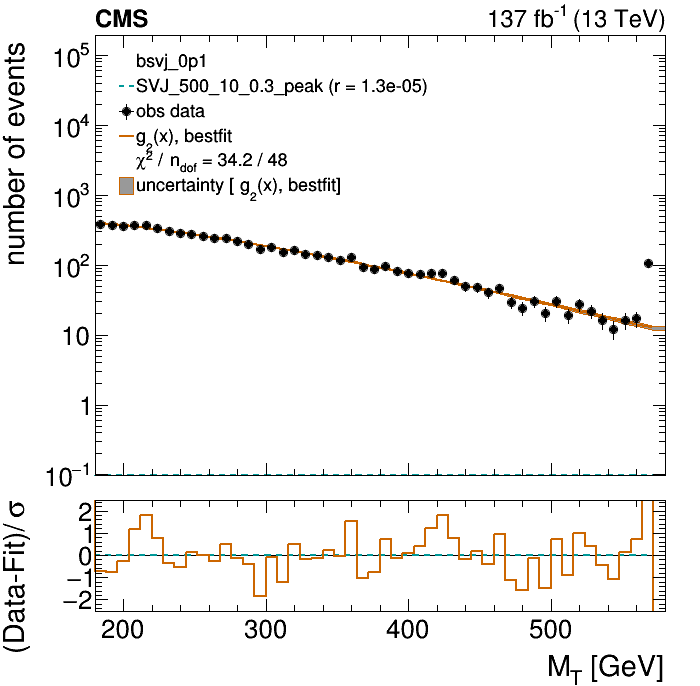 CMS 137 fb⁻¹ (13 TeV)
number of events
bsvj_0p1
SVJ_500_10_0.3_peak (r = 1.3e-05)
obs data
g₂(x), bestfit
χ² / n_dof = 34.2 / 48
uncertainty [ g₂(x), bestfit]
10⁵
10⁴
10³
10²
10
1
10⁻¹
(Data-Fit)/σ
2
1
0
−1
−2
200 300 400 500
M_T [GeV]